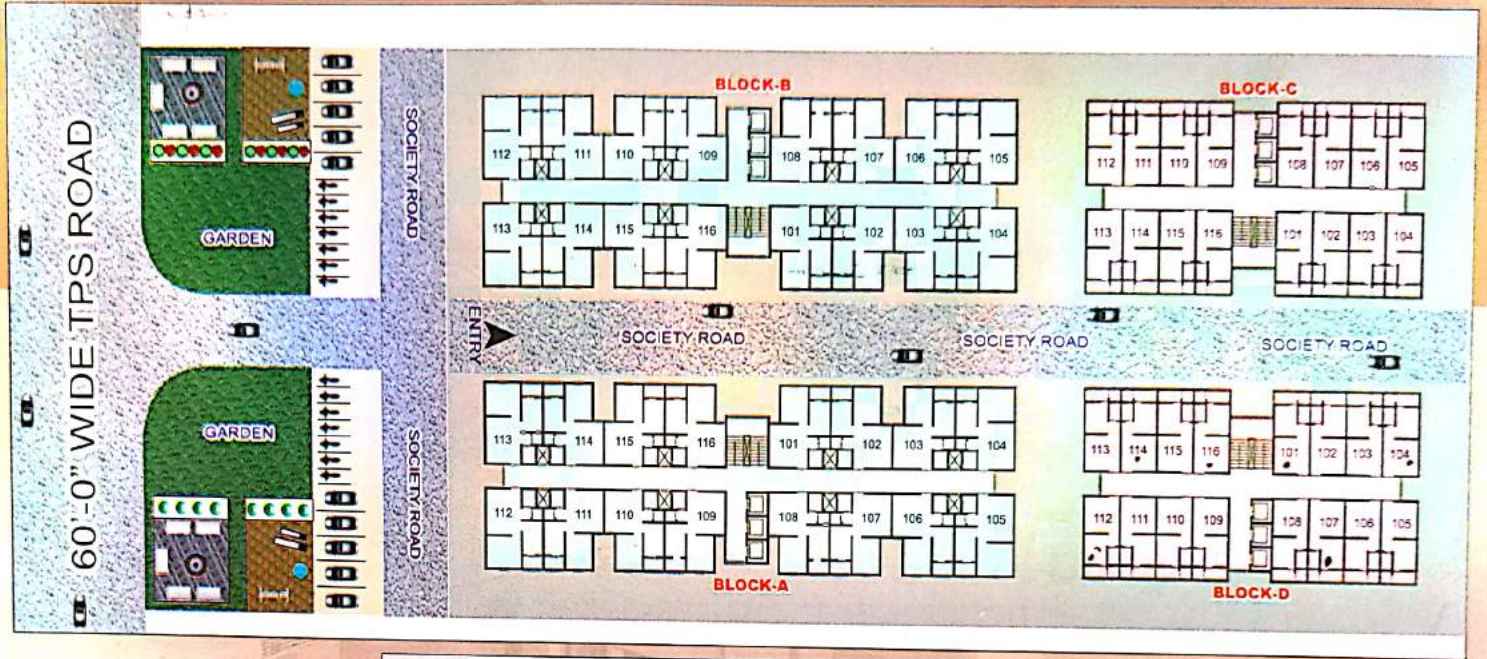 60'-0" WIDE TPS ROAD
GARDEN
GARDEN
SOCIETY ROAD
SOCIETY ROAD
BLOCK-B
112 111 110 109 108 107 106 105
113 114 115 116 101 102 103 104
BLOCK-C
112 111 110 109 108 107 106 105
113 114 115 116 101 102 103 104
ENTRY
SOCIETY ROAD
SOCIETY ROAD
SOCIETY ROAD
113 114 115 116 101 102 103 104
112 111 110 109 108 107 106 105
BLOCK-A
113 114 115 116 101 102 103 104
112 111 110 109 108 107 106 105
BLOCK-D